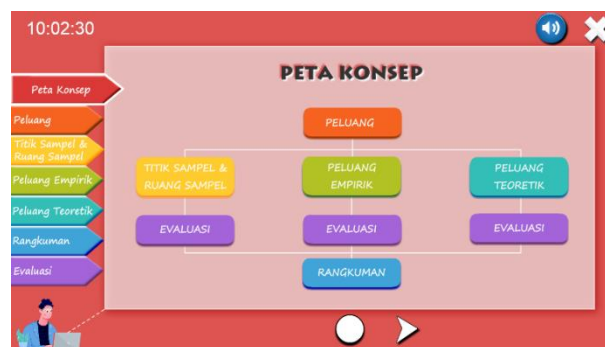 10:02:30
Peta Konsep
Peluang
Titik Sampel &
Ruang Sampel
Peluang Empirik
Peluang Teoretik
Rangkuman
Evaluasi
PETA KONSEP
PELUANG
TITIK SAMPEL &
RUANG SAMPEL
PELUANG
EMPIRIK
PELUANG
TEORETIK
EVALUASI
EVALUASI
EVALUASI
RANGKUMAN